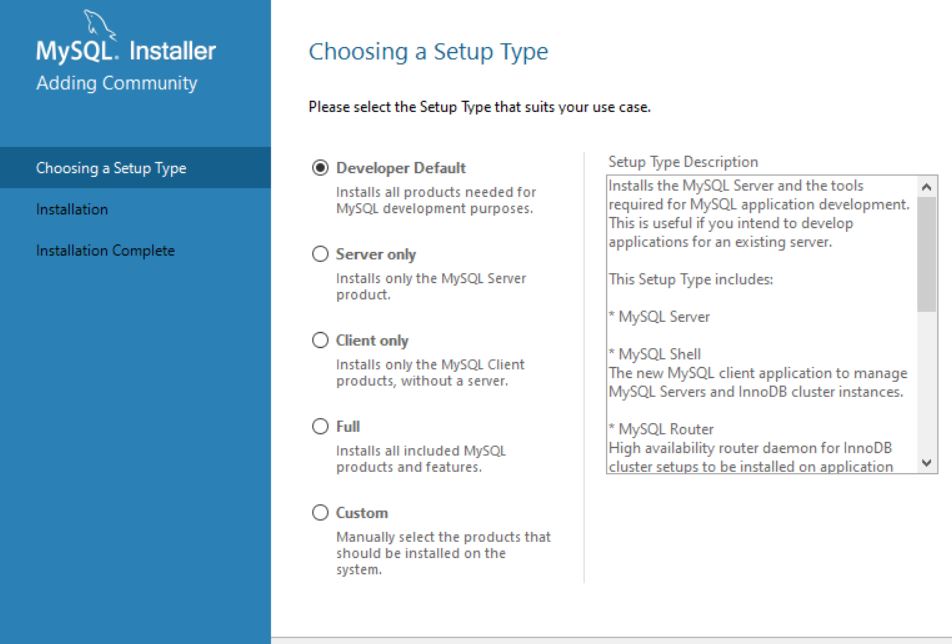 MySQL. Installer
Adding Community
Choosing a Setup Type
Installation
Installation Complete
Choosing a Setup Type
Please select the Setup Type that suits your use case.
Developer Default
Installs all products needed for
MySQL development purposes.
Server only
Installs only the MySQL Server
product.
Client only
Installs only the MySQL Client
products, without a server.
Full
Installs all included MySQL
products and features.
Custom
Manually select the products that
should be installed on the
system.
Setup Type Description
Installs the MySQL Server and the tools
required for MySQL application development.
This is useful if you intend to develop
applications for an existing server.
This Setup Type includes:
* MySQL Server
* MySQL Shell
The new MySQL client application to manage
MySQL Servers and InnoDB cluster instances.
* MySQL Router
High availability router daemon for InnoDB
cluster setups to be installed on application